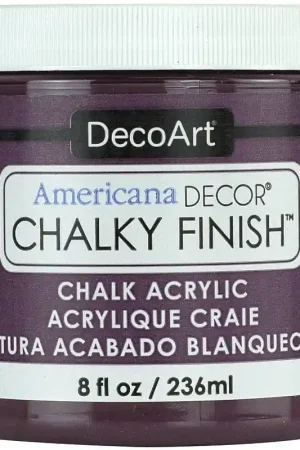 DecoArt®
Americana DECOR®
CHALKY FINISH™
CHALK ACRYLIC
ACRYLIQUE CRAIE
TURA ACABADO BLANQUEC
8 fl oz / 236ml